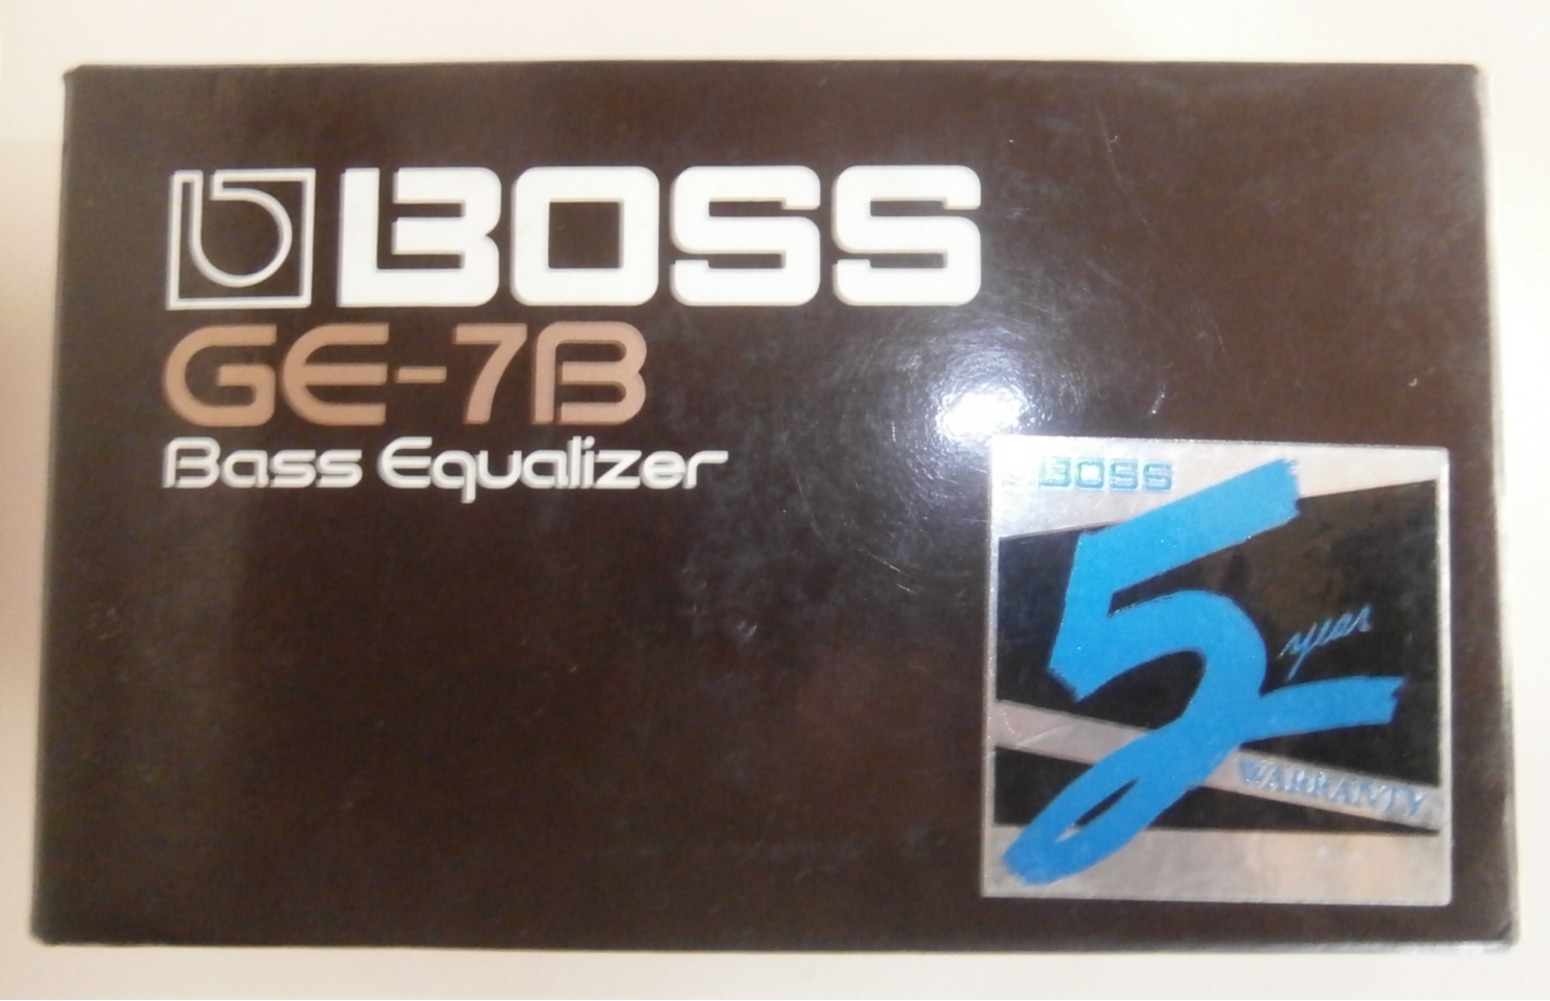 BOSS
GE-7B
Bass Equalizer
BOSS
5
year
WARRANTY